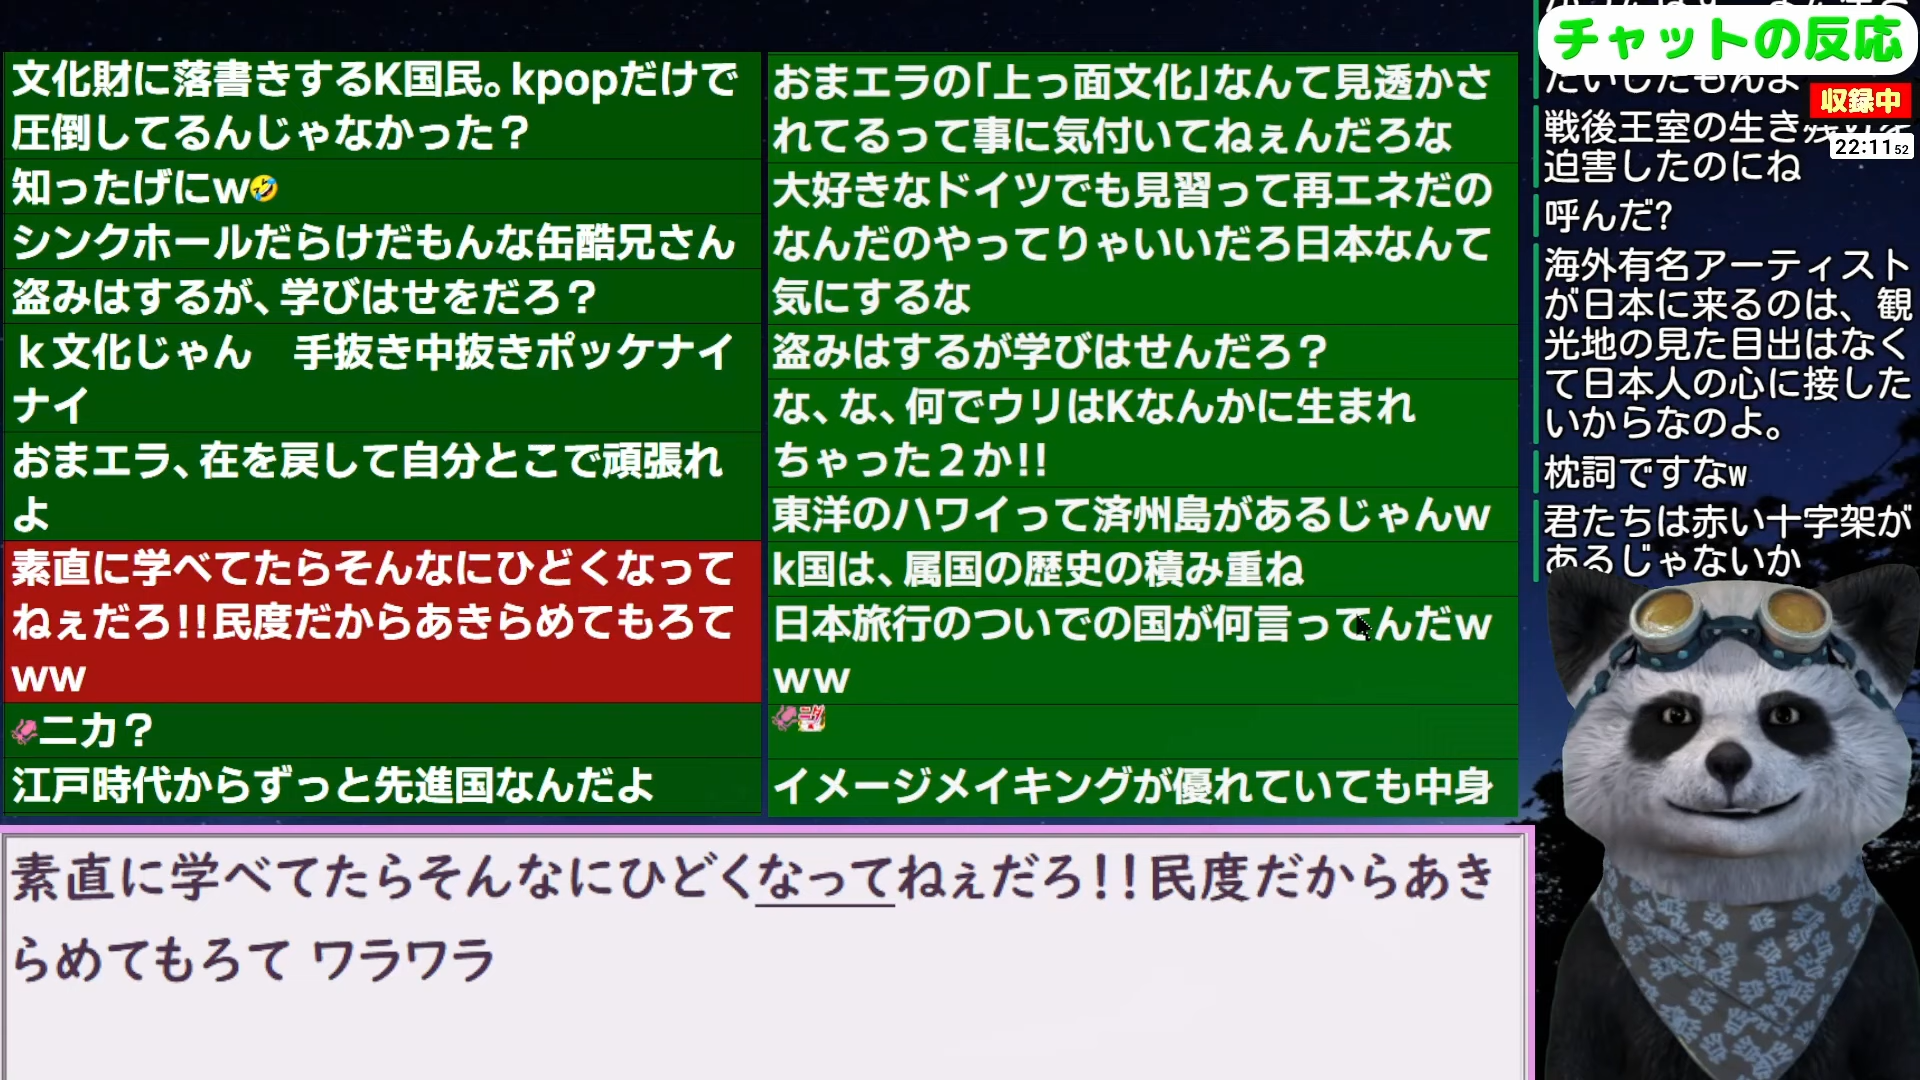 文化財に落書きするK国民。kpopだけで
圧倒してるんじゃなかった？
知ったげにw🤣
シンクホールだらけだもんな缶酷兄さん
盗みはするが、学びはせをだろ？
ｋ文化じゃん　手抜き中抜きポッケナイ
ナイ
おまエラ、在を戻して自分とこで頑張れ
よ
素直に学べてたらそんなにひどくなって
ねぇだろ!!民度だからあきらめてもろて
ww
🦑ニカ？
江戸時代からずっと先進国なんだよ
おまエラの「上っ面文化」なんて見透かさ
れてるって事に気付いてねぇんだろな
大好きなドイツでも見習って再エネだの
なんだのやってりゃいいだろ日本なんて
気にするな
盗みはするが学びはせんだろ？
な、な、何でウリはKなんかに生まれ
ちゃった２か!!
東洋のハワイって済州島があるじゃんw
k国は、属国の歴史の積み重ね
日本旅行のついでの国が何言ってんだｗ
ｗｗ
イメージメイキングが優れていても中身
素直に学べてたらそんなにひどくなってねぇだろ！！民度だからあき
らめてもろて ワラワラ
チャットの反応
収録中
22:11 52
戦後王室の生き
迫害したのにね
呼んだ?
海外有名アーティスト
が日本に来るのは、観
光地の見た目出はなく
て日本人の心に接した
いからなのよ。
枕詞ですなw
君たちは赤い十字架が
あるじゃないか